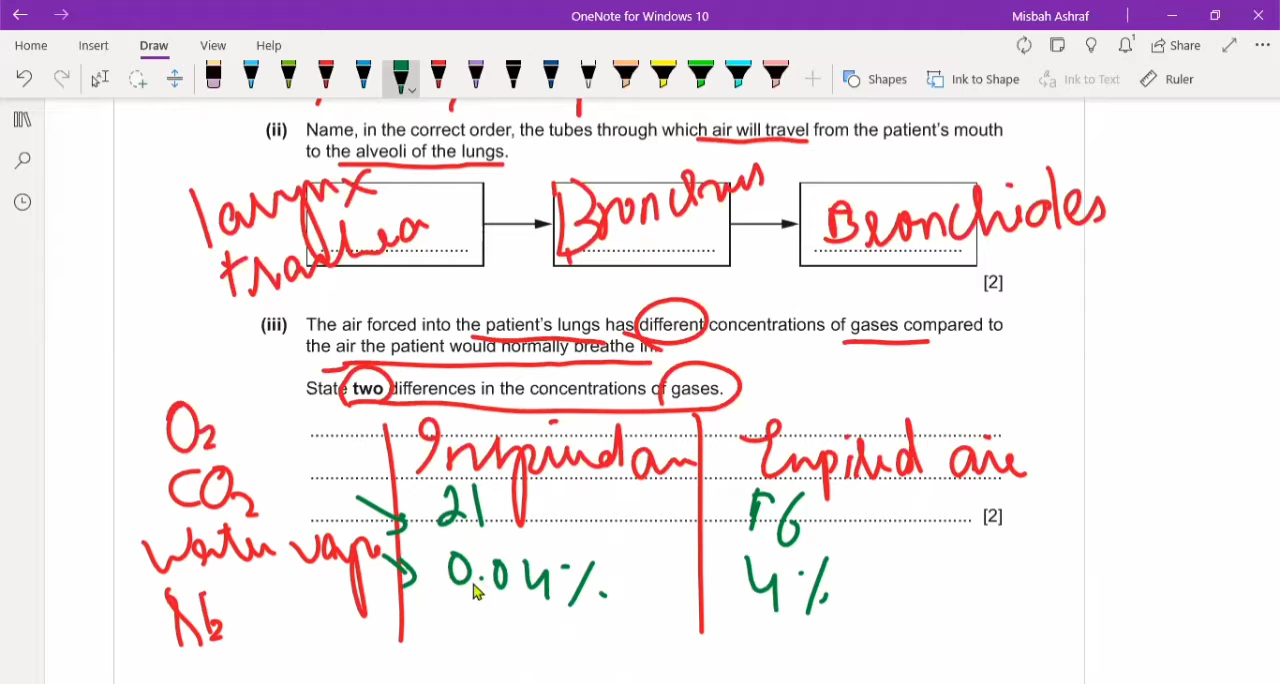 OneNote for Windows 10
Misbah Ashraf
Home Insert Draw View Help
Share
Shapes Ink to Shape Ink to Text Ruler
(ii) Name, in the correct order, the tubes through which air will travel from the patient's mouth
to the alveoli of the lungs.
larynx
trachea
Bronchus
Bronchioles
[2]
(iii) The air forced into the patient's lungs has different concentrations of gases compared to
the air the patient would normally breathe in.
State two differences in the concentrations of gases.
O2
CO2
Water vapo
N2
Inspired air
21
0.04%
Expired air
16
4%
[2]